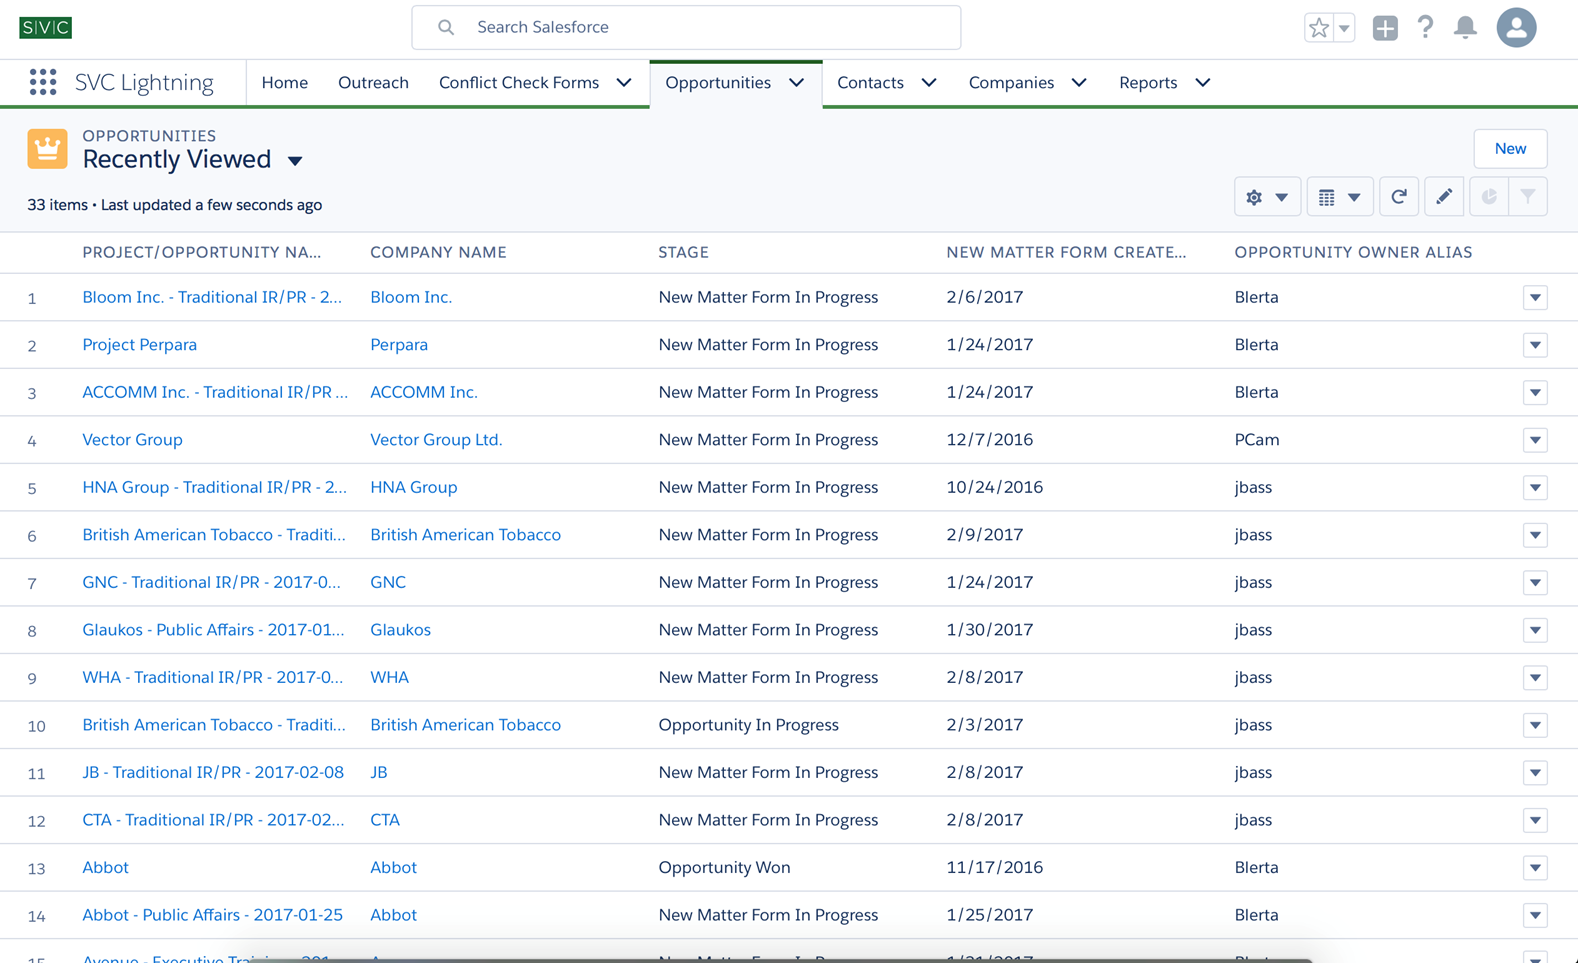 SVC
Search Salesforce
SVC Lightning Home Outreach Conflict Check Forms Opportunities Contacts Companies Reports
OPPORTUNITIES
Recently Viewed
New
33 items • Last updated a few seconds ago
PROJECT/OPPORTUNITY NA... COMPANY NAME STAGE NEW MATTER FORM CREATE... OPPORTUNITY OWNER ALIAS
1 Bloom Inc. - Traditional IR/PR - 2... Bloom Inc. New Matter Form In Progress 2/6/2017 Blerta
2 Project Perpara Perpara New Matter Form In Progress 1/24/2017 Blerta
3 ACCOMM Inc. - Traditional IR/PR ... ACCOMM Inc. New Matter Form In Progress 1/24/2017 Blerta
4 Vector Group Vector Group Ltd. New Matter Form In Progress 12/7/2016 PCam
5 HNA Group - Traditional IR/PR - 2... HNA Group New Matter Form In Progress 10/24/2016 jbass
6 British American Tobacco - Traditi... British American Tobacco New Matter Form In Progress 2/9/2017 jbass
7 GNC - Traditional IR/PR - 2017-0... GNC New Matter Form In Progress 1/24/2017 jbass
8 Glaukos - Public Affairs - 2017-01... Glaukos New Matter Form In Progress 1/30/2017 jbass
9 WHA - Traditional IR/PR - 2017-0... WHA New Matter Form In Progress 2/8/2017 jbass
10 British American Tobacco - Traditi... British American Tobacco Opportunity In Progress 2/3/2017 jbass
11 JB - Traditional IR/PR - 2017-02-08 JB New Matter Form In Progress 2/8/2017 jbass
12 CTA - Traditional IR/PR - 2017-02... CTA New Matter Form In Progress 2/8/2017 jbass
13 Abbot Abbot Opportunity Won 11/17/2016 Blerta
14 Abbot - Public Affairs - 2017-01-25 Abbot New Matter Form In Progress 1/25/2017 Blerta
15 Avenue - Executive New Matter Form In Progress 1/31/2017 Blerta